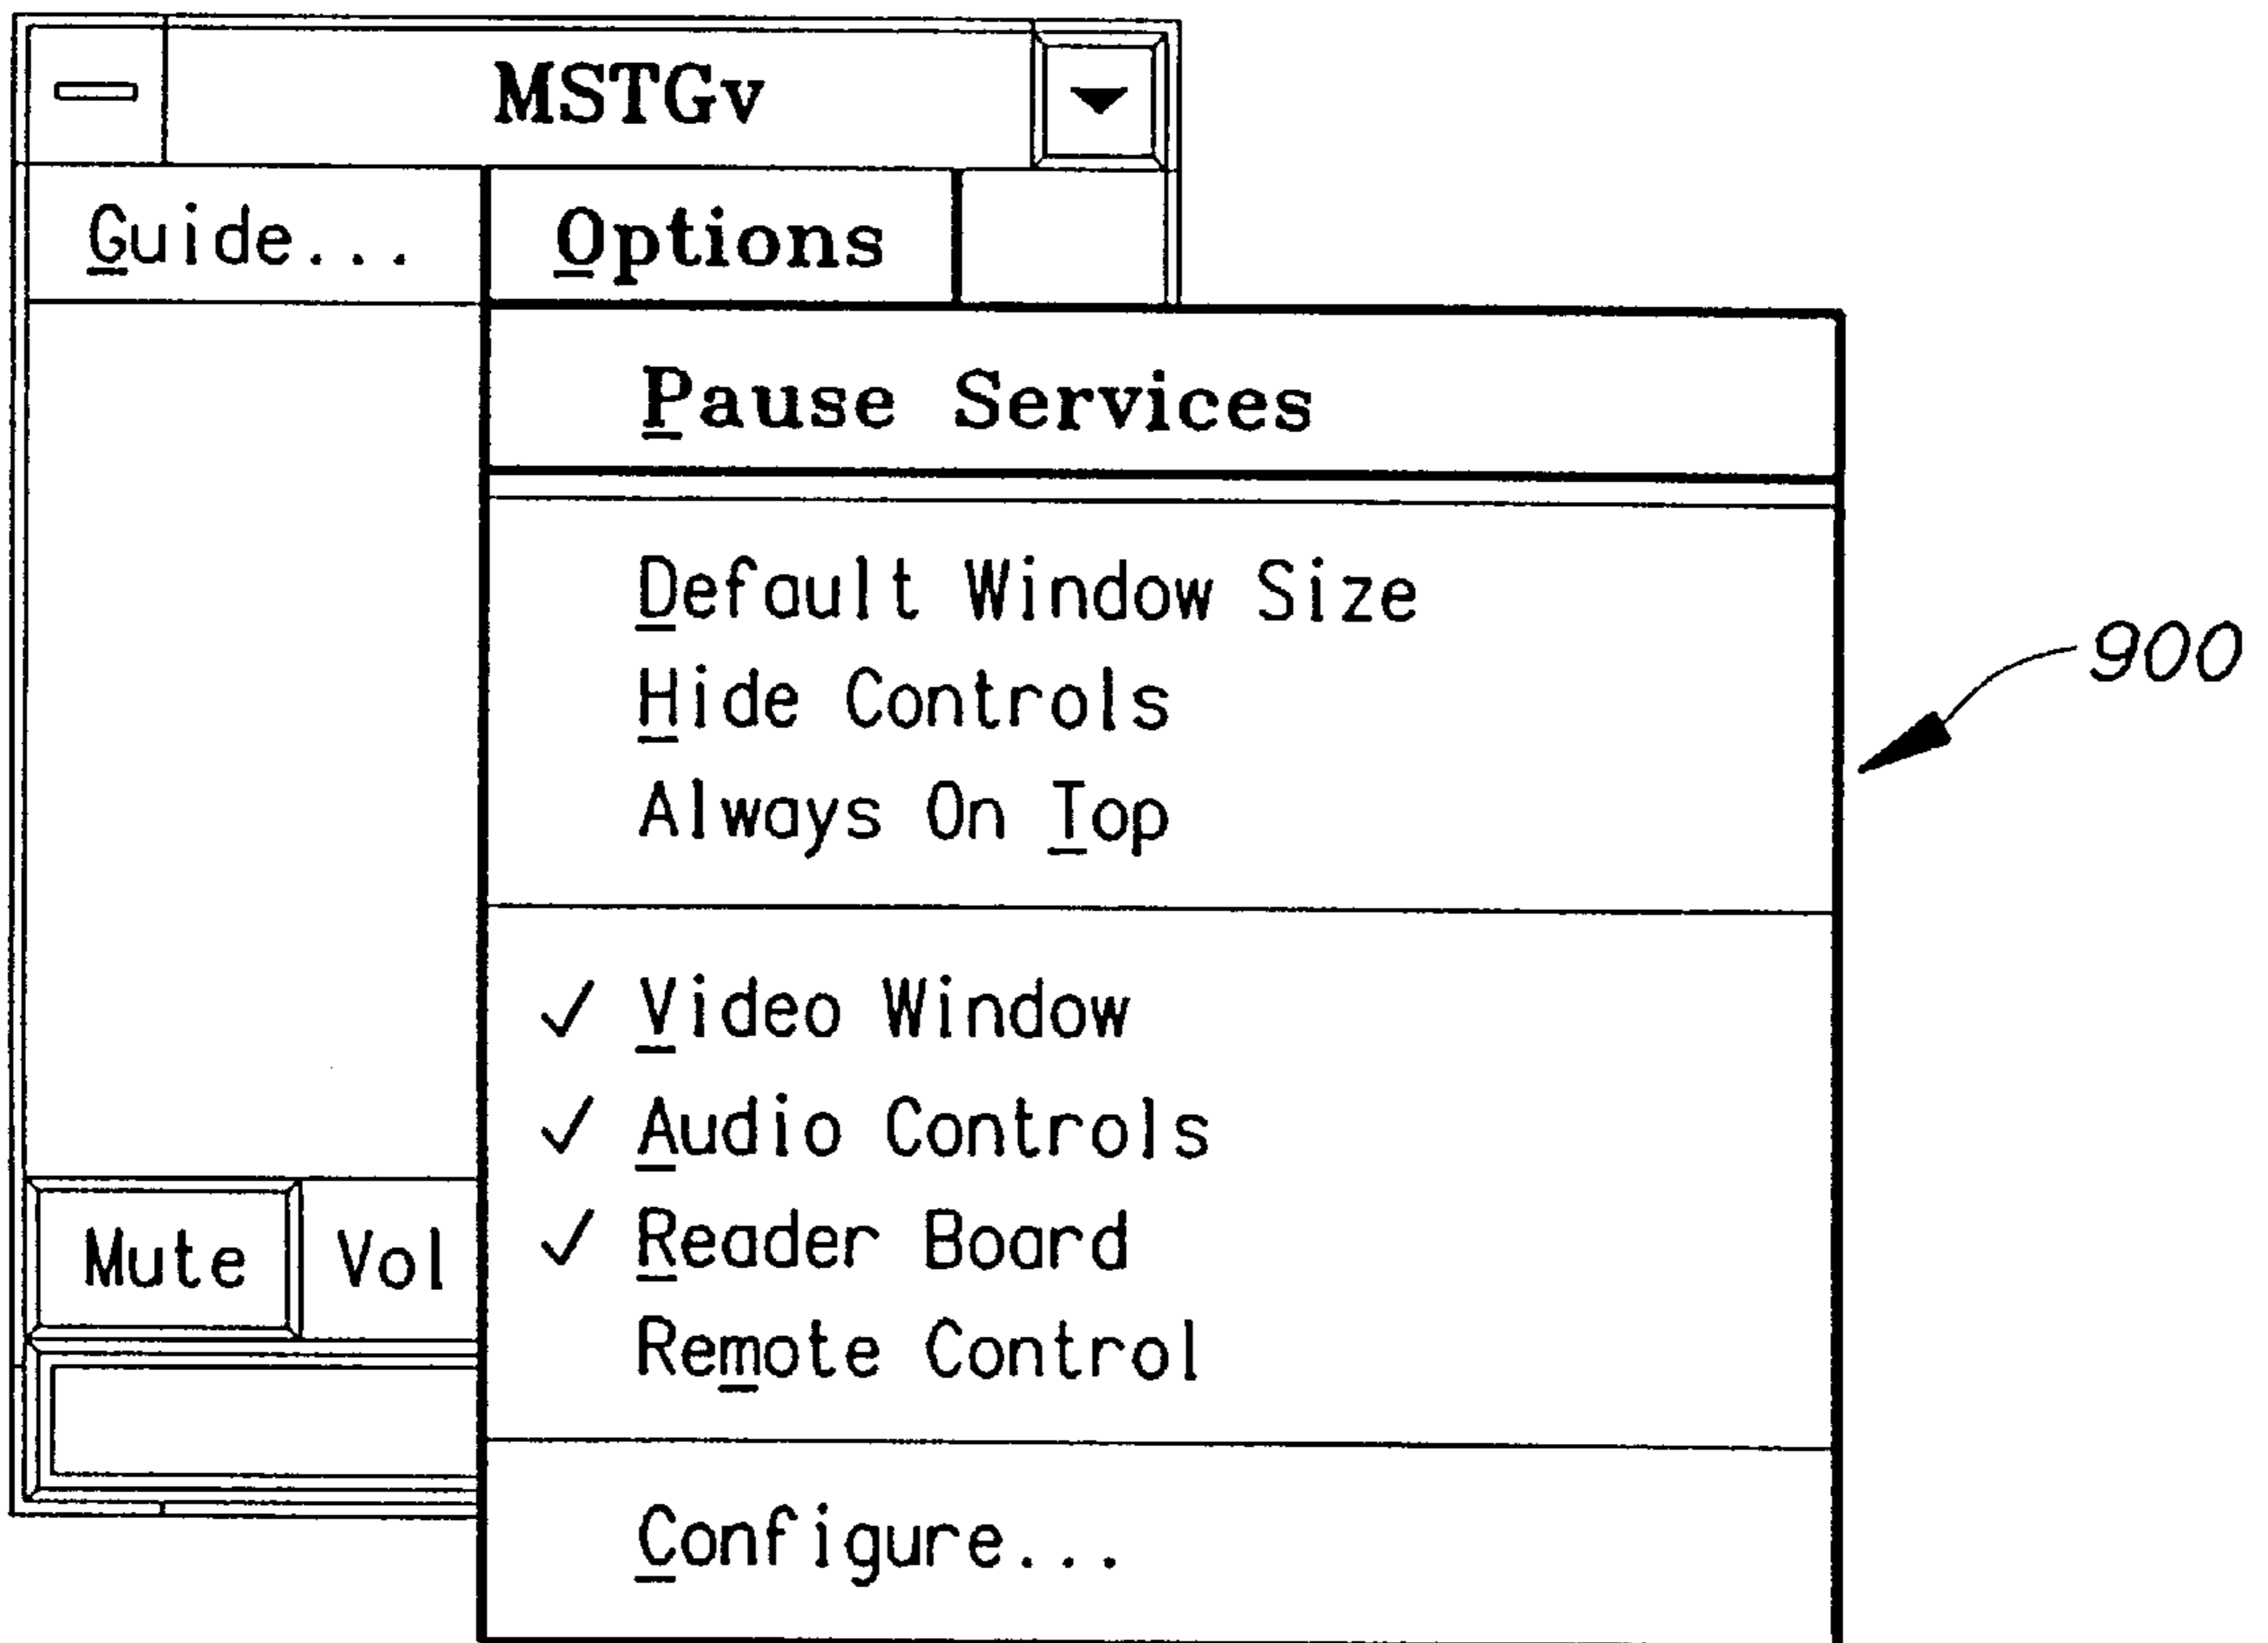 MSTGv
Guide... Options
Pause Services
Default Window Size
Hide Controls
Always On Top
✓ Video Window
✓ Audio Controls
✓ Reader Board
Remote Control
Configure...
Mute Vol
900